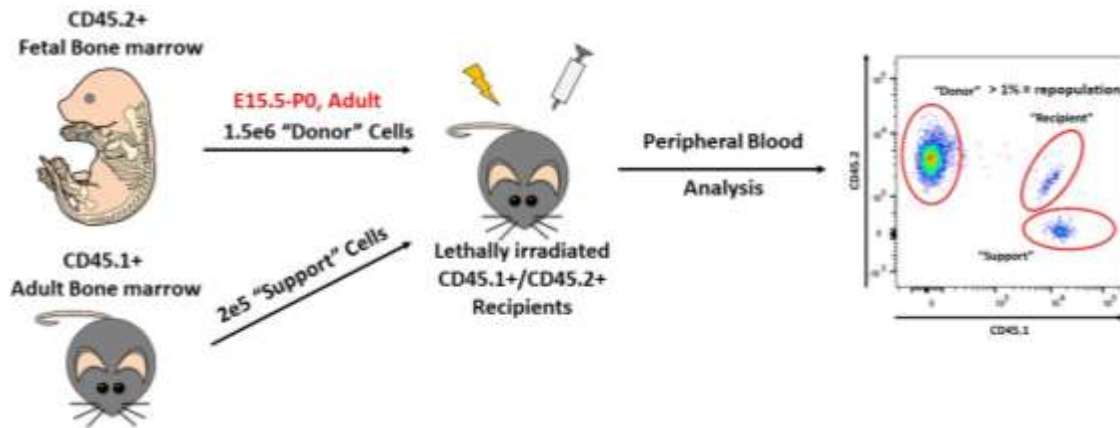 CD45.2+
Fetal Bone marrow
E15.5-P0, Adult
1.5e6 “Donor” Cells
CD45.1+
Adult Bone marrow
2e5 “Support” Cells
Lethally irradiated
CD45.1+/CD45.2+
Recipients
Peripheral Blood
Analysis
“Donor” > 1% = repopulation
“Recipient”
“Support”
CD45.2
CD45.1